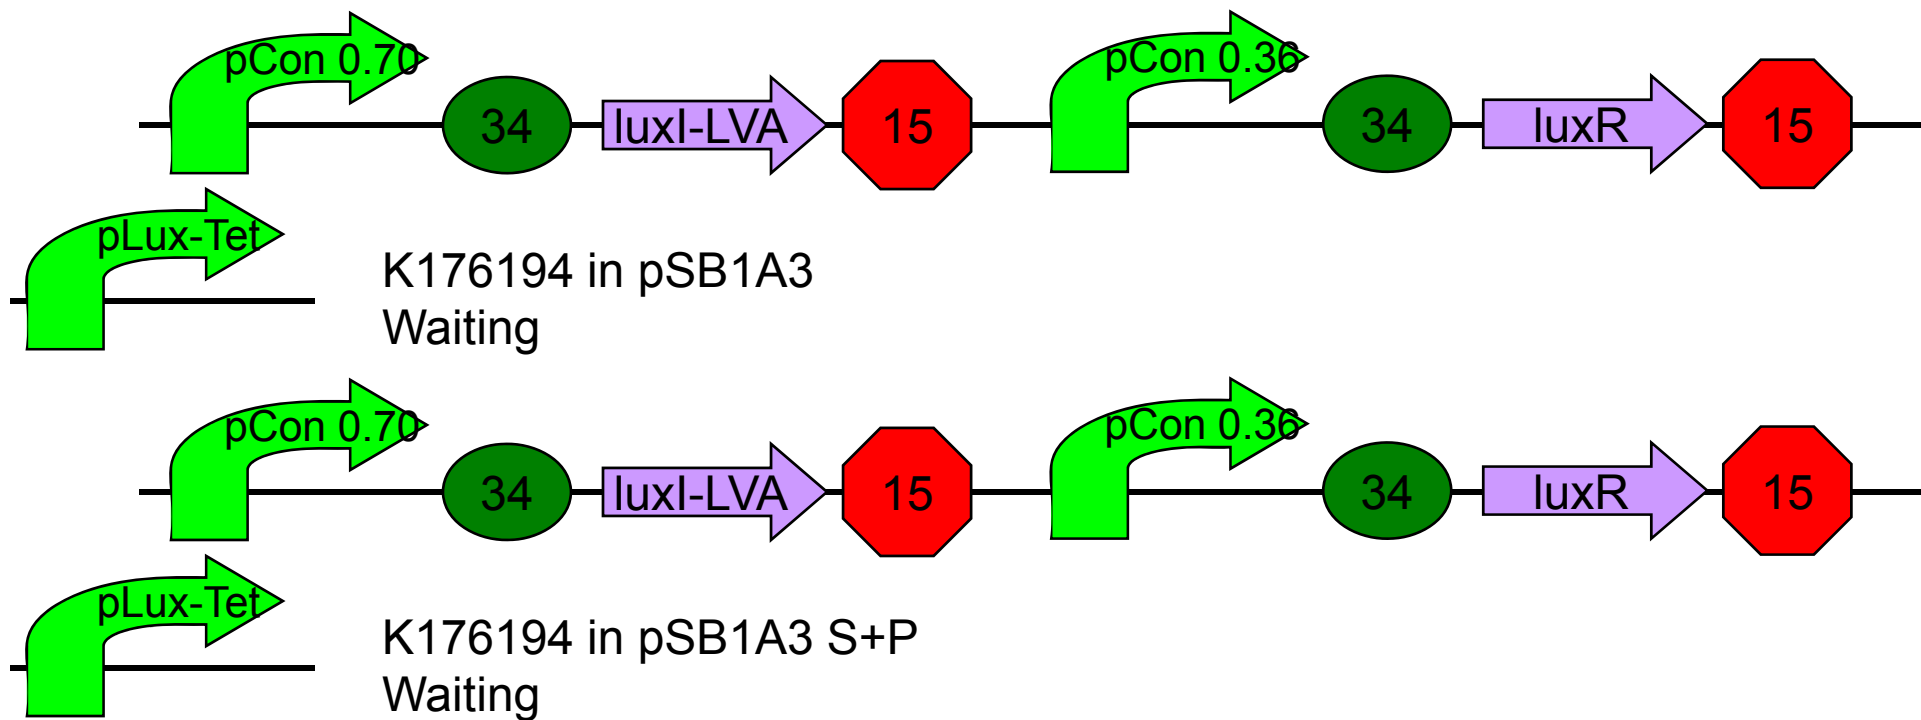 pCon 0.70 34 luxI-LVA 15 pCon 0.36 34 luxR 15
pLux-Tet
K176194 in pSB1A3
Waiting
pCon 0.70 34 luxI-LVA 15 pCon 0.36 34 luxR 15
pLux-Tet
K176194 in pSB1A3 S+P
Waiting